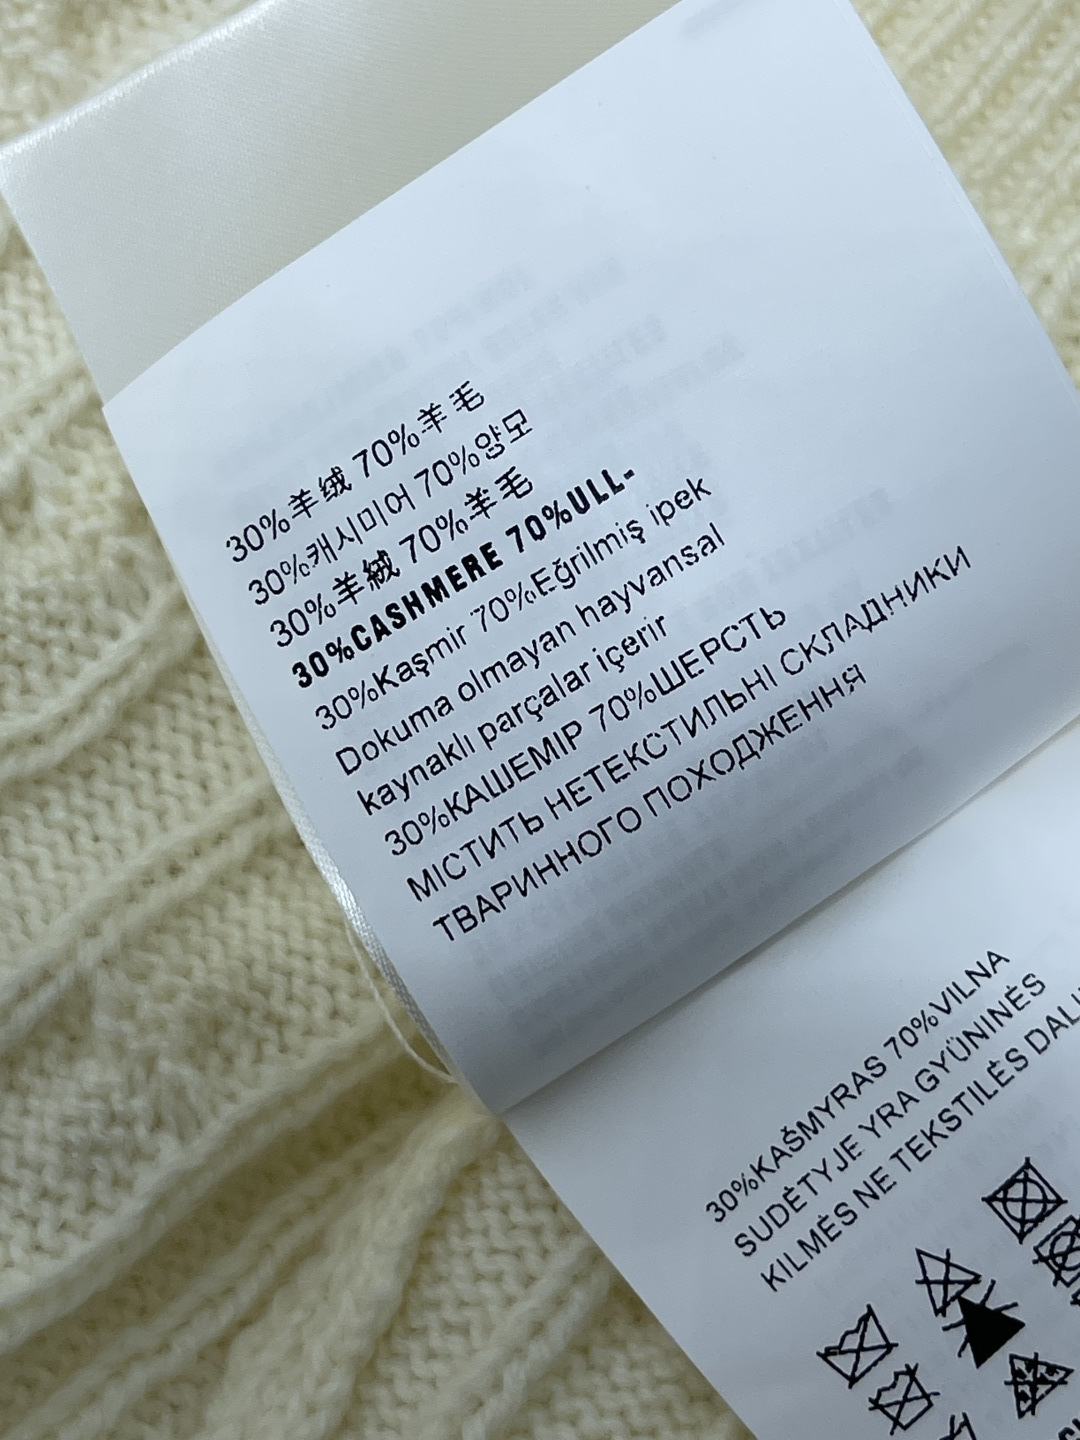 30%羊绒 70%羊毛
30%캐시미어 70%양모
30%羊絨 70%羊毛
30%CASHMERE 70%ULL-
30%Kaşmir 70%Eğrilmiş ipek
Dokuma olmayan hayvansal
kaynaklı parçalar içerir
30%КАШЕМІР 70%ШЕРСТЬ
МІСТИТЬ НЕТЕКСТИЛЬНІ СКЛАДНИКИ
ТВАРИННОГО ПОХОДЖЕННЯ
30%KAŠMYRAS 70%VILNA
SUDĖTYJE YRA GYŪNINĖS
KILMĖS NE TEKSTILĖS